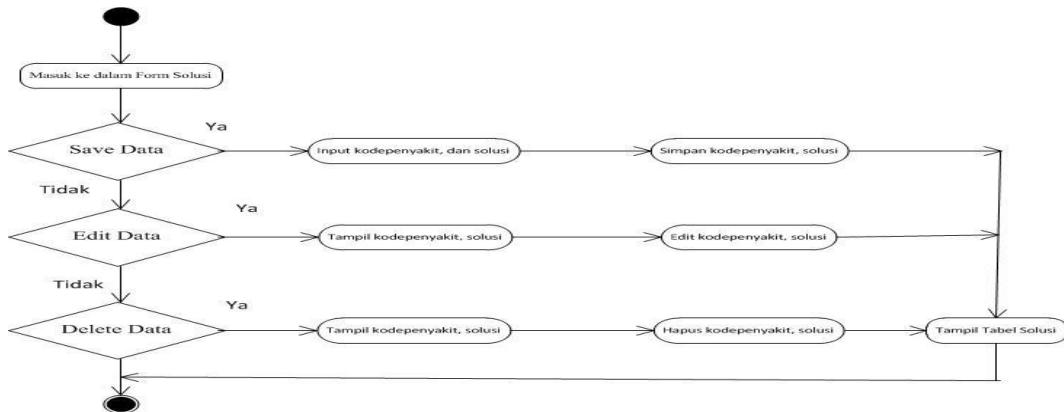 Masuk ke dalam Form Solusi
Ya
Save Data
Input kodepenyakit, dan solusi
Simpan kodepenyakit, solusi
Tidak
Ya
Edit Data
Tampil kodepenyakit, solusi
Edit kodepenyakit, solusi
Tidak
Ya
Delete Data
Tampil kodepenyakit, solusi
Hapus kodepenyakit, solusi
Tampil Tabel Solusi